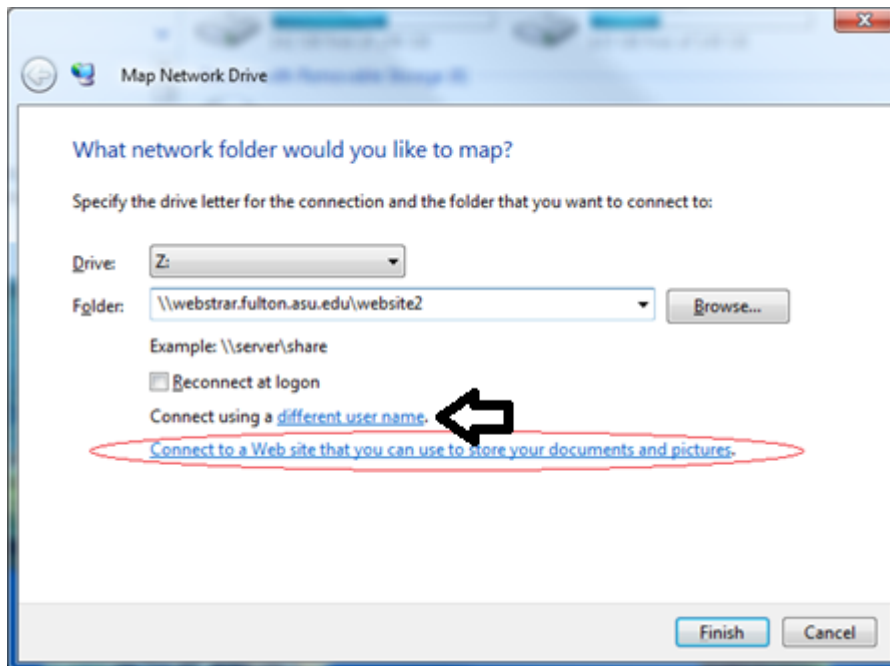 Map Network Drive
What network folder would you like to map?
Specify the drive letter for the connection and the folder that you want to connect to:
Drive: Z:
Folder: \\webstrar.fulton.asu.edu\website2 Browse...
Example: \\server\share
Reconnect at logon
Connect using a different user name.
Connect to a Web site that you can use to store your documents and pictures.
Finish Cancel